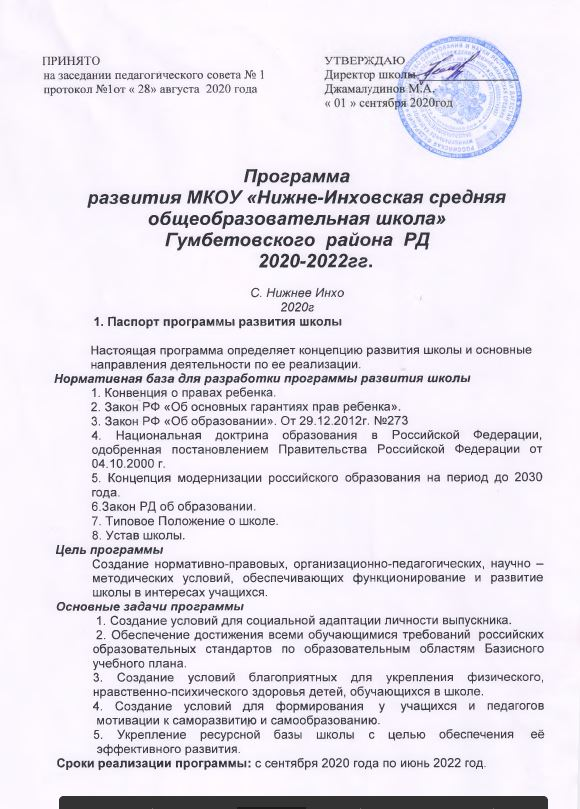 ПРИНЯТО
на заседании педагогического совета № 1
протокол №1от « 28» августа 2020 года
УТВЕРЖДАЮ
Директор школы
Джамалудинов М.А.
« 01 » сентября 2020год
Программа
развития МКОУ «Нижне-Инховская средняя
общеобразовательная школа»
Гумбетовского района РД
2020-2022гг.
С. Нижнее Инхо
2020г
1. Паспорт программы развития школы
Настоящая программа определяет концепцию развития школы и основные
направления деятельности по ее реализации.
Нормативная база для разработки программы развития школы
1. Конвенция о правах ребенка.
2. Закон РФ «Об основных гарантиях прав ребенка».
3. Закон РФ «Об образовании». От 29.12.2012г. №273
4. Национальная доктрина образования в Российской Федерации,
одобренная постановлением Правительства Российской Федерации от
04.10.2000 г.
5. Концепция модернизации российского образования на период до 2030
года.
6.Закон РД об образовании.
7. Типовое Положение о школе.
8. Устав школы.
Цель программы
Создание нормативно-правовых, организационно-педагогических, научно –
методических условий, обеспечивающих функционирование и развитие
школы в интересах учащихся.
Основные задачи программы
1. Создание условий для социальной адаптации личности выпускника.
2. Обеспечение достижения всеми обучающимися требований российских
образовательных стандартов по образовательным областям Базисного
учебного плана.
3. Создание условий благоприятных для укрепления физического,
нравственно-психического здоровья детей, обучающихся в школе.
4. Создание условий для формирования у учащихся и педагогов
мотивации к саморазвитию и самообразованию.
5. Укрепление ресурсной базы школы с целью обеспечения её
эффективного развития.
Сроки реализации программы: с сентября 2020 года по июнь 2022 год.